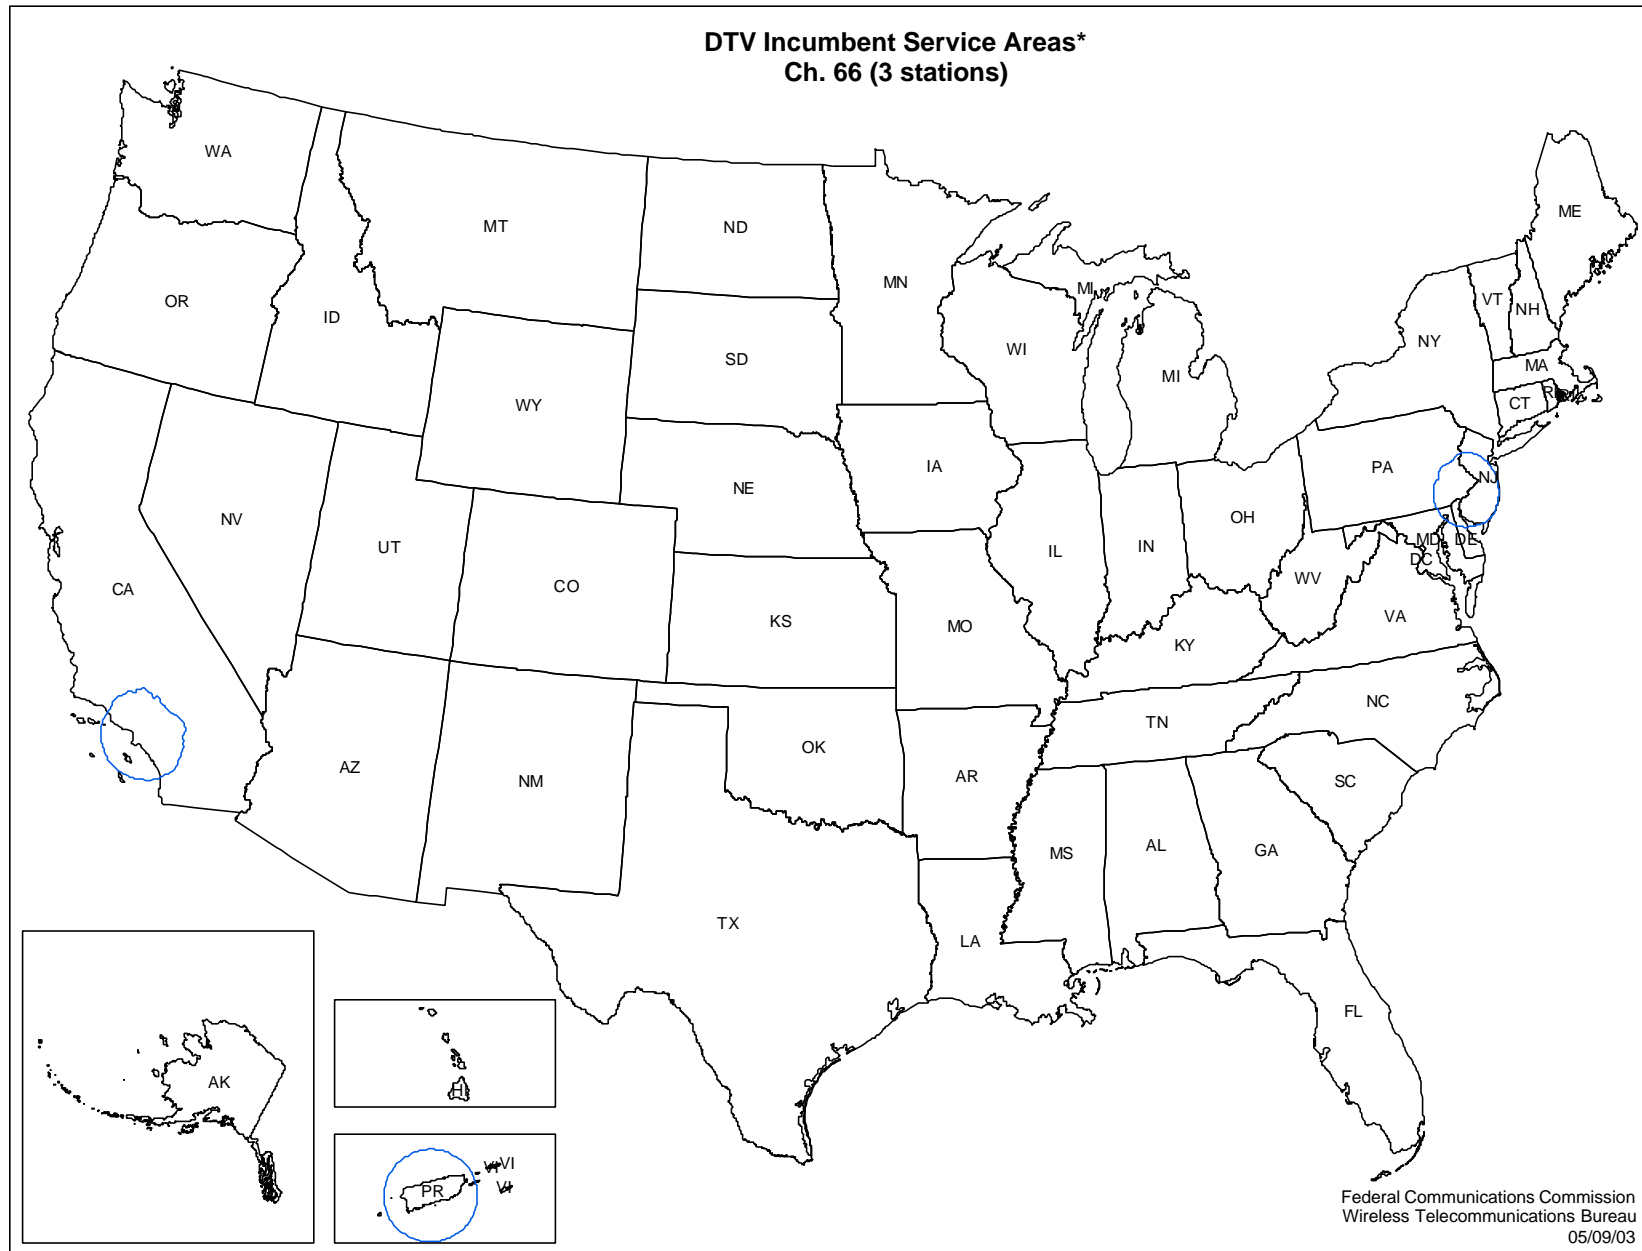 DTV Incumbent Service Areas*
Ch. 66 (3 stations)
WA
MT
ND
MN
ME
OR
ID
MI
VT
NH
NY
WI
SD
MI
MA
WY
CT
RI
IA
PA
NJ
NE
NV
OH
UT
IL
IN
MD
DE
DC
CO
WV
CA
KS
MO
VA
KY
NC
TN
OK
AZ
NM
AR
SC
MS
AL
GA
TX
LA
FL
AK
HI
VI
VI
PR
VI
Federal Communications Commission
Wireless Telecommunications Bureau
05/09/03